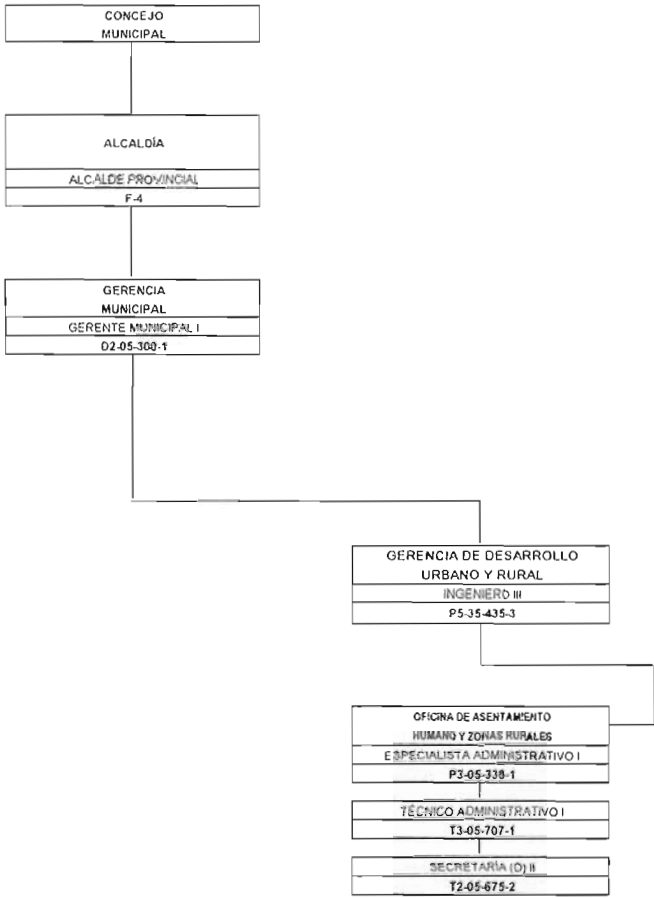 CONCEJO
MUNICIPAL
ALCALDÍA
ALCALDE PROVINCIAL
F-4
GERENCIA
MUNICIPAL
GERENTE MUNICIPAL I
D2-05-300-1
GERENCIA DE DESARROLLO
URBANO Y RURAL
INGENIERO III
P5-35-435-3
OFICINA DE ASENTAMIENTO
HUMANO Y ZONAS RURALES
ESPECIALISTA ADMINISTRATIVO I
P3-05-338-1
TÉCNICO ADMINISTRATIVO I
T3-05-707-1
SECRETARÍA (O) II
T2-05-675-2